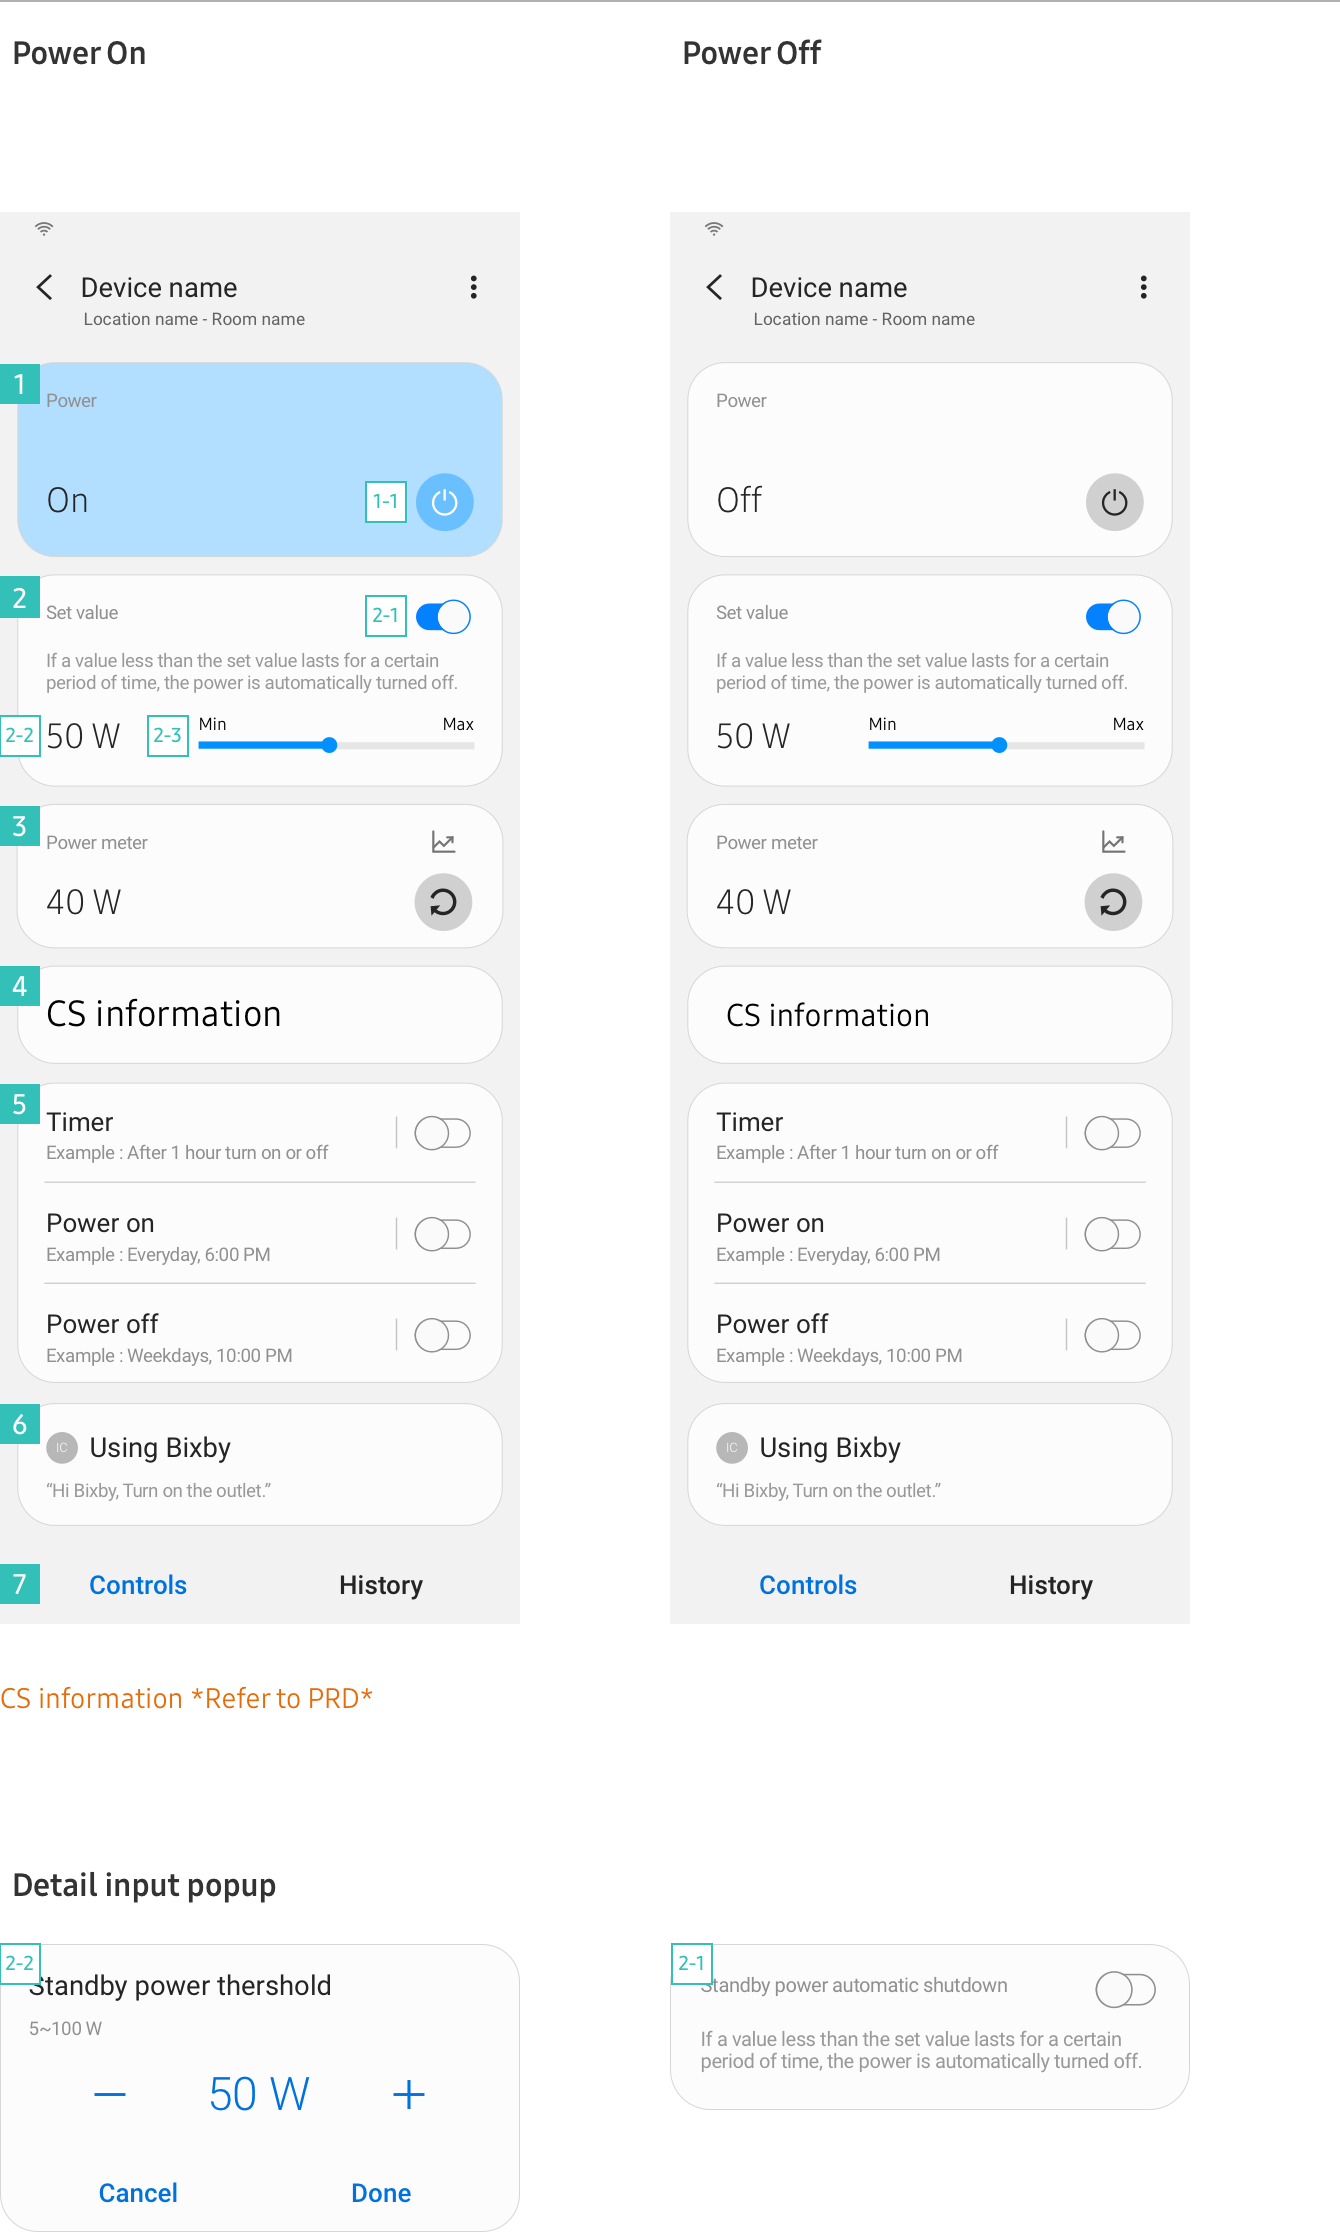 Power On
Power Off
Device name
Location name - Room name
1
Power
On
1-1
2
Set value
2-1
If a value less than the set value lasts for a certain
period of time, the power is automatically turned off.
2-2
50 W
2-3
Min
Max
3
Power meter
40 W
4
CS information
5
Timer
Example : After 1 hour turn on or off
Power on
Example : Everyday, 6:00 PM
Power off
Example : Weekdays, 10:00 PM
6
IC
Using Bixby
“Hi Bixby, Turn on the outlet.”
7
Controls
History
Device name
Location name - Room name
Power
Off
Set value
If a value less than the set value lasts for a certain
period of time, the power is automatically turned off.
50 W
Min
Max
Power meter
40 W
CS information
Timer
Example : After 1 hour turn on or off
Power on
Example : Everyday, 6:00 PM
Power off
Example : Weekdays, 10:00 PM
IC
Using Bixby
“Hi Bixby, Turn on the outlet.”
Controls
History
CS information *Refer to PRD*
Detail input popup
2-2
Standby power thershold
5~100 W
50 W
Cancel
Done
2-1
Standby power automatic shutdown
If a value less than the set value lasts for a certain
period of time, the power is automatically turned off.